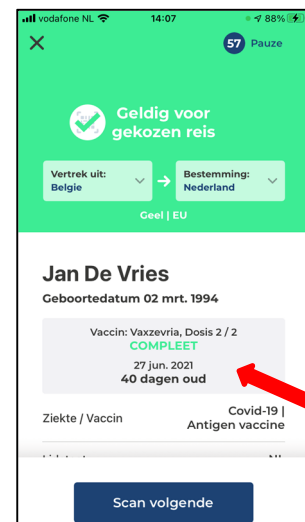 vodafone NL 14:07 88%
57 Pauze
Geldig voor
gekozen reis
Vertrek uit: Bestemming:
Belgie Nederland
Geel | EU
Jan De Vries
Geboortedatum 02 mrt. 1994
Vaccin: Vaxzevria, Dosis 2 / 2
COMPLEET
27 jun. 2021
40 dagen oud
Ziekte / Vaccin Covid-19 |
Antigen vaccine
Scan volgende